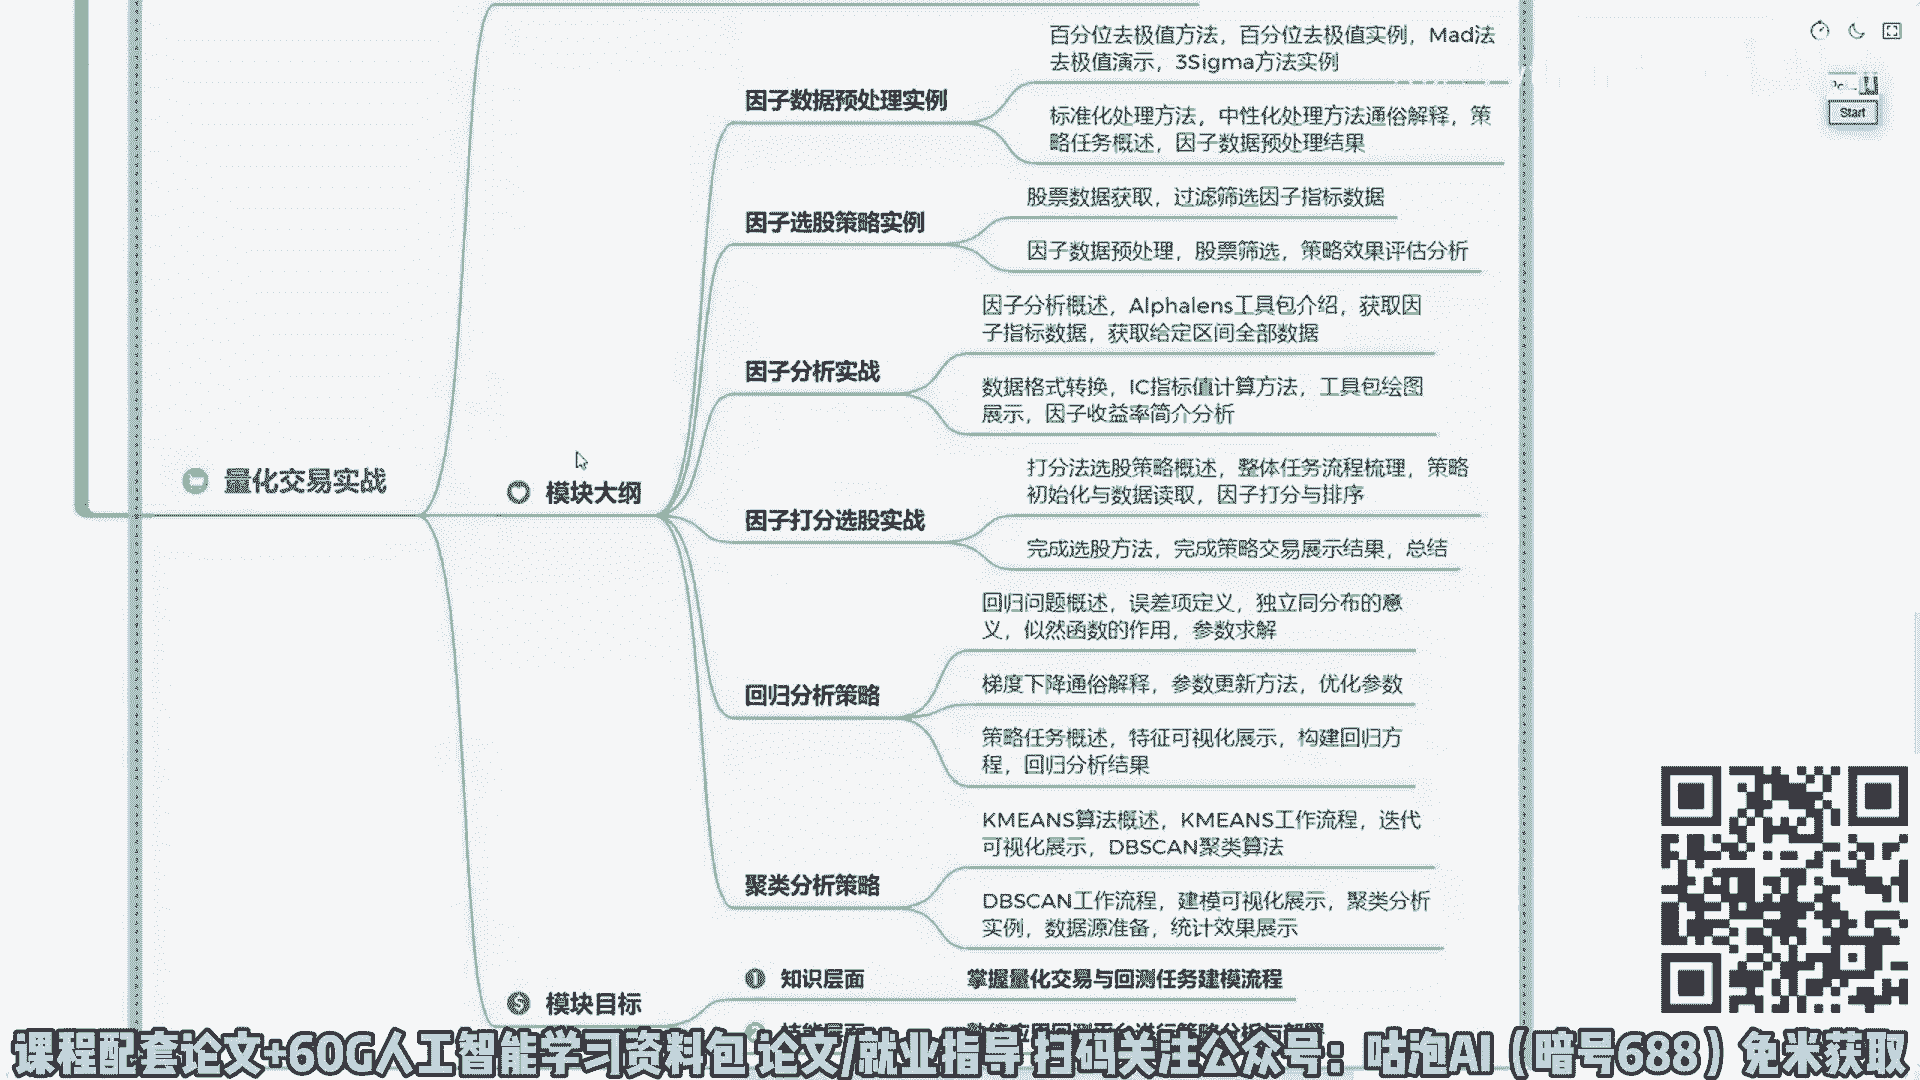 百分位去极值方法，百分位去极值实例，Mad法
去极值演示，3Sigma方法实例
因子数据预处理实例
标准化处理方法，中性化处理方法通俗解释，策
略任务概述，因子数据预处理结果
Start
股票数据获取，过滤筛选因子指标数据
因子选股策略实例
因子数据预处理，股票筛选，策略效果评估分析
因子分析概述，Alphalens工具包介绍，获取因
子指标数据，获取给定区间全部数据
因子分析实战
数据格式转换，IC指标值计算方法，工具包绘图
展示，因子收益率简介分析
量化交易实战
模块大纲
打分法选股策略概述，整体任务流程梳理，策略
初始化与数据读取，因子打分与排序
因子打分选股实战
完成选股方法，完成策略交易展示结果，总结
回归问题概述，误差项定义，独立同分布的意
义，似然函数的作用，参数求解
回归分析策略
梯度下降通俗解释，参数更新方法，优化参数
策略任务概述，特征可视化展示，构建回归方
程，回归分析结果
KMEANS算法概述，KMEANS工作流程，迭代
可视化展示，DBSCAN聚类算法
聚类分析策略
DBSCAN工作流程，建模可视化展示，聚类分析
实例，数据源准备，统计效果展示
模块目标
1 知识层面 掌握量化交易与回测任务建模流程
课程配套论文+60G人工智能学习资料包 论文/就业指导 扫码关注公众号：咕泡AI（暗号688）免米获取